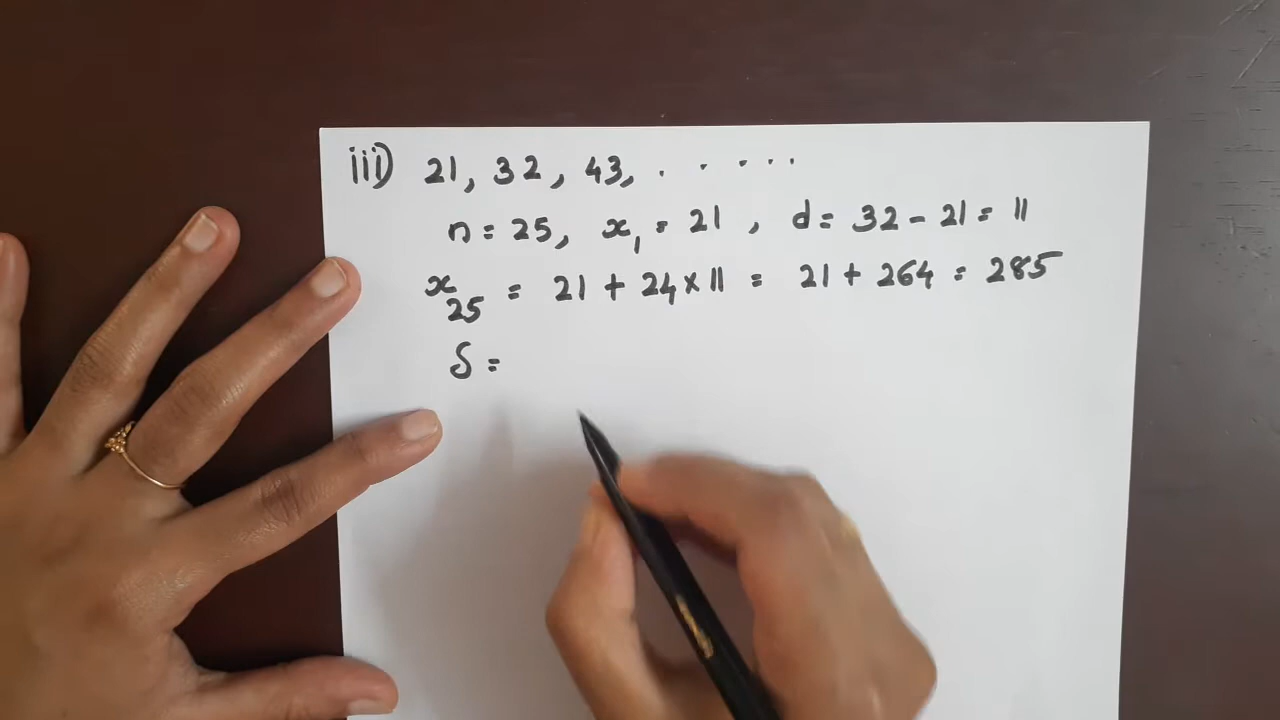 iii) 21, 32, 43, . . . . .
n = 25, x₁ = 21 , d = 32 - 21 = 11
x₂₅ = 21 + 24 × 11 = 21 + 264 = 285
S =